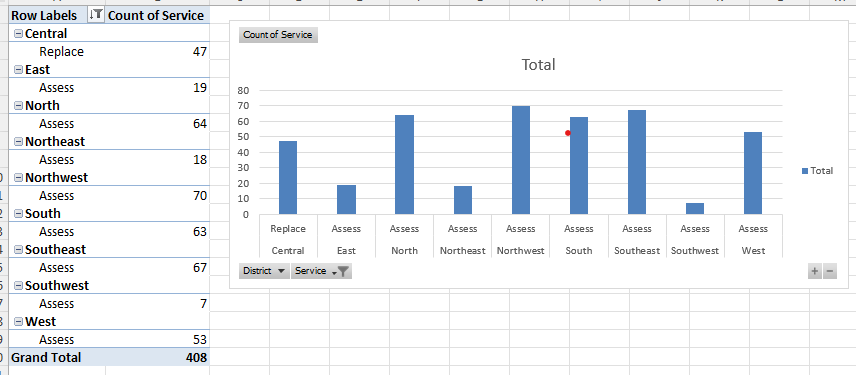 Row Labels Count of Service
Central
Replace 47
East
Assess 19
North
Assess 64
Northeast
Assess 18
Northwest
Assess 70
South
Assess 63
Southeast
Assess 67
Southwest
Assess 7
West
Assess 53
Grand Total 408
Count of Service
Total
80
70
60
50
40
30
20
10
0
Replace Assess Assess Assess Assess Assess Assess Assess Assess
Central East North Northeast Northwest South Southeast Southwest West
Total
District Service
+ −